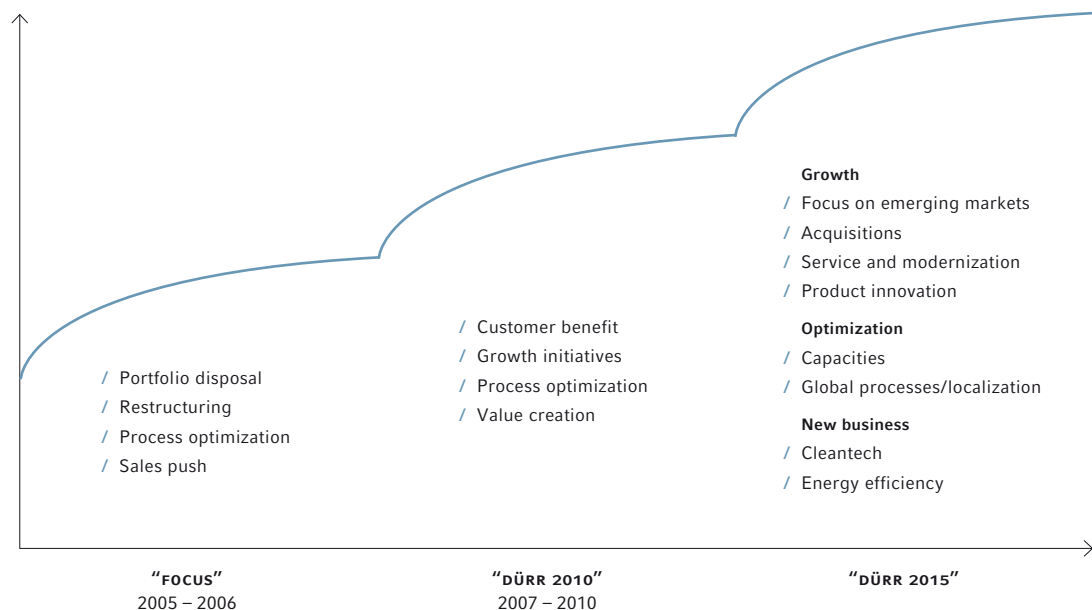 / Portfolio disposal
/ Restructuring
/ Process optimization
/ Sales push
/ Customer benefit
/ Growth initiatives
/ Process optimization
/ Value creation
Growth
/ Focus on emerging markets
/ Acquisitions
/ Service and modernization
/ Product innovation
Optimization
/ Capacities
/ Global processes/localization
New business
/ Cleantech
/ Energy efficiency
“FOCUS”
2005 – 2006
“DÜRR 2010”
2007 – 2010
“DÜRR 2015”